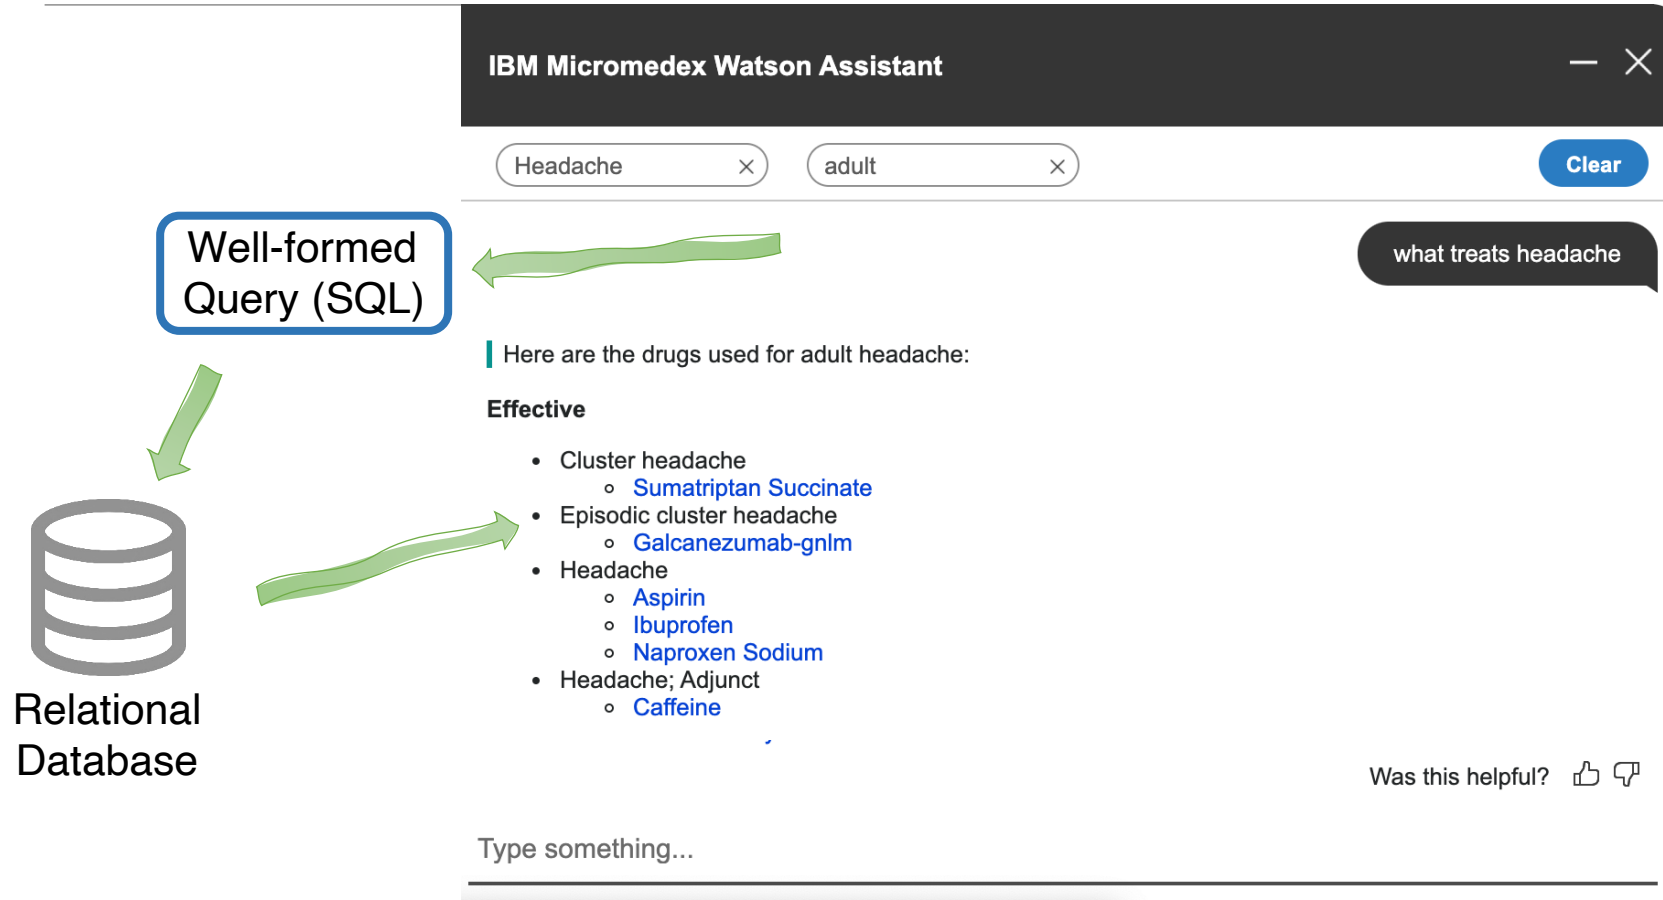 IBM Micromedex Watson Assistant
Headache
adult
Clear
what treats headache
Well-formed
Query (SQL)
Here are the drugs used for adult headache:
Effective
Cluster headache
Sumatriptan Succinate
Episodic cluster headache
Galcanezumab-gnlm
Headache
Aspirin
Ibuprofen
Naproxen Sodium
Headache; Adjunct
Caffeine
Relational
Database
Was this helpful?
Type something...